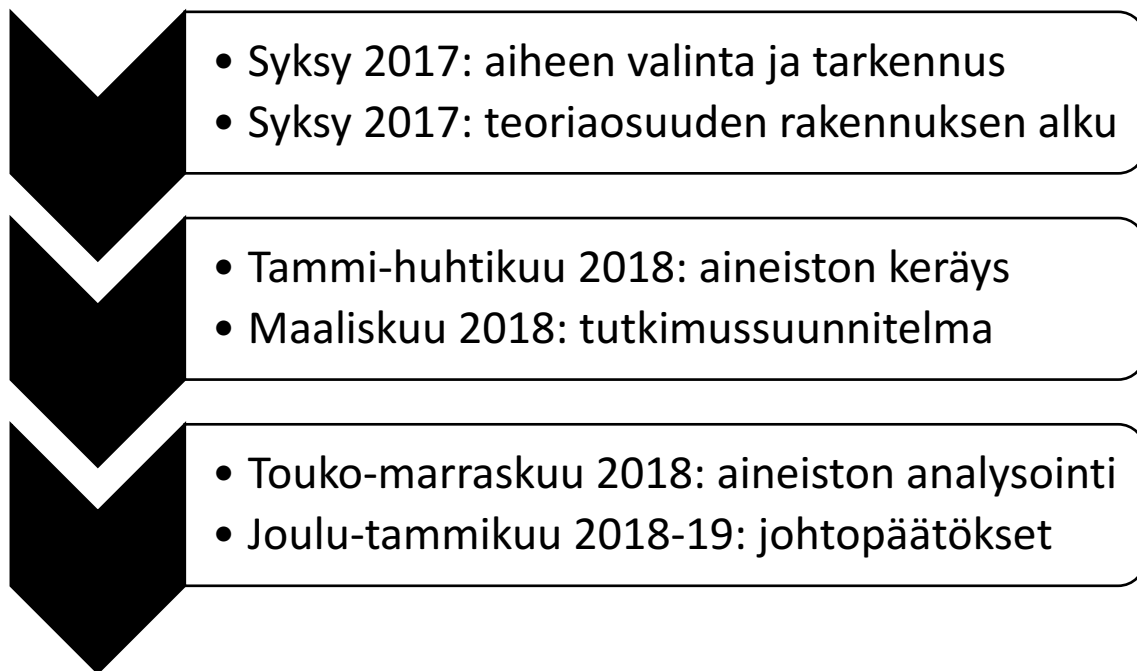 • Syksy 2017: aiheen valinta ja tarkennus
• Syksy 2017: teoriaosuuden rakennuksen alku
• Tammi-huhtikuu 2018: aineiston keräys
• Maaliskuu 2018: tutkimussuunnitelma
• Touko-marraskuu 2018: aineiston analysointi
• Joulu-tammikuu 2018-19: johtopäätökset